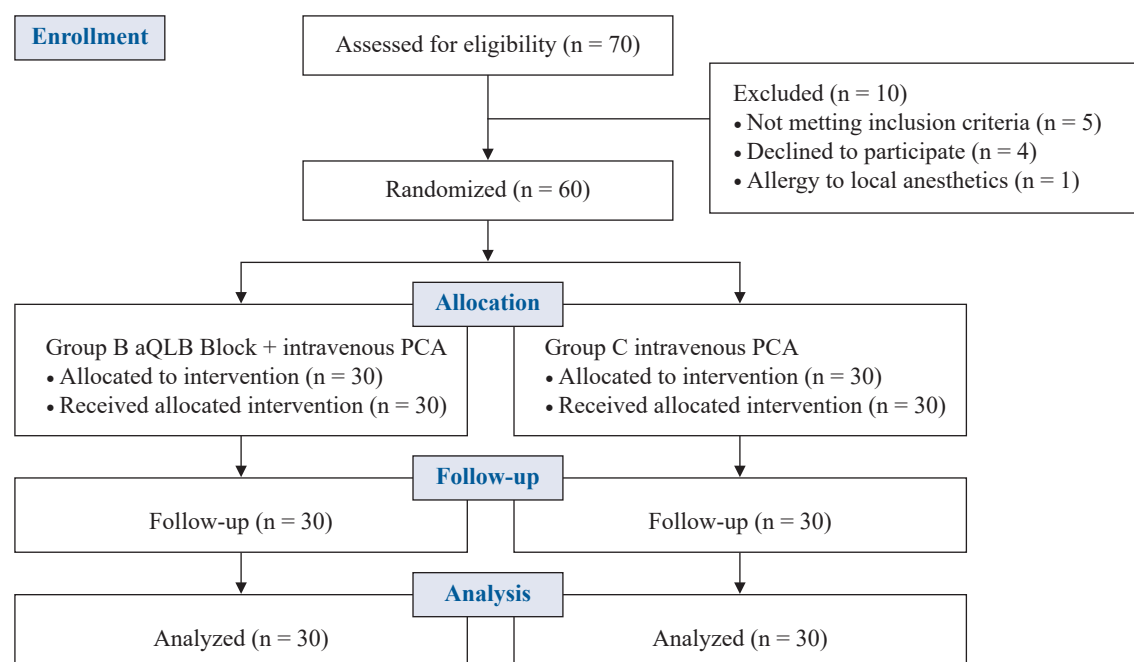 Enrollment
Assessed for eligibility (n = 70)
Excluded (n = 10)
• Not metting inclusion criteria (n = 5)
• Declined to participate (n = 4)
• Allergy to local anesthetics (n = 1)
Randomized (n = 60)
Allocation
Group B aQLB Block + intravenous PCA
• Allocated to intervention (n = 30)
• Received allocated intervention (n = 30)
Group C intravenous PCA
• Allocated to intervention (n = 30)
• Received allocated intervention (n = 30)
Follow-up
Follow-up (n = 30)
Follow-up (n = 30)
Analysis
Analyzed (n = 30)
Analyzed (n = 30)